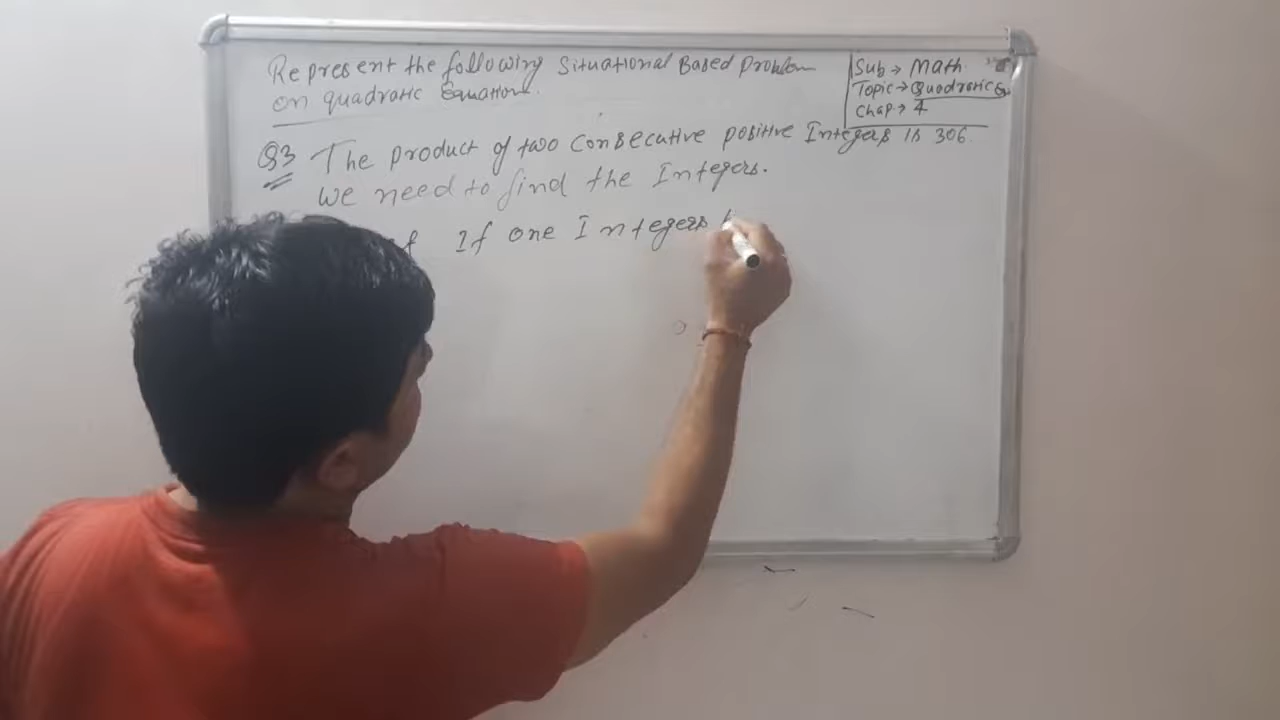 Represent the following Situational Based Problem
on quadratic Equation.
Sub → Math
Topic → Quadratic Eq
Chap → 4
Q3 The product of two Consecutive positive Integers is 306.
We need to find the Integers.
If one Integers